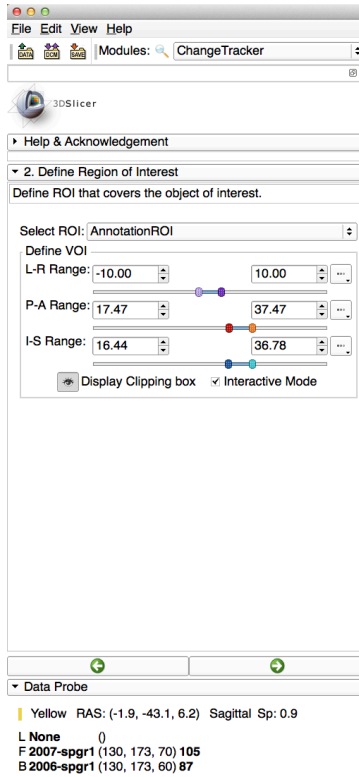 File Edit View Help
DATA DCM SAVE Modules: ChangeTracker
3DSlicer
Help & Acknowledgement
2. Define Region of Interest
Define ROI that covers the object of interest.
Select ROI: AnnotationROI
Define VOI
L-R Range: -10.00 10.00 ...
P-A Range: 17.47 37.47 ...
I-S Range: 16.44 36.78 ...
Display Clipping box Interactive Mode
Data Probe
Yellow RAS: (-1.9, -43.1, 6.2) Sagittal Sp: 0.9
L None ()
F 2007-spgr1 (130, 173, 70) 105
B 2006-spgr1 (130, 173, 60) 87